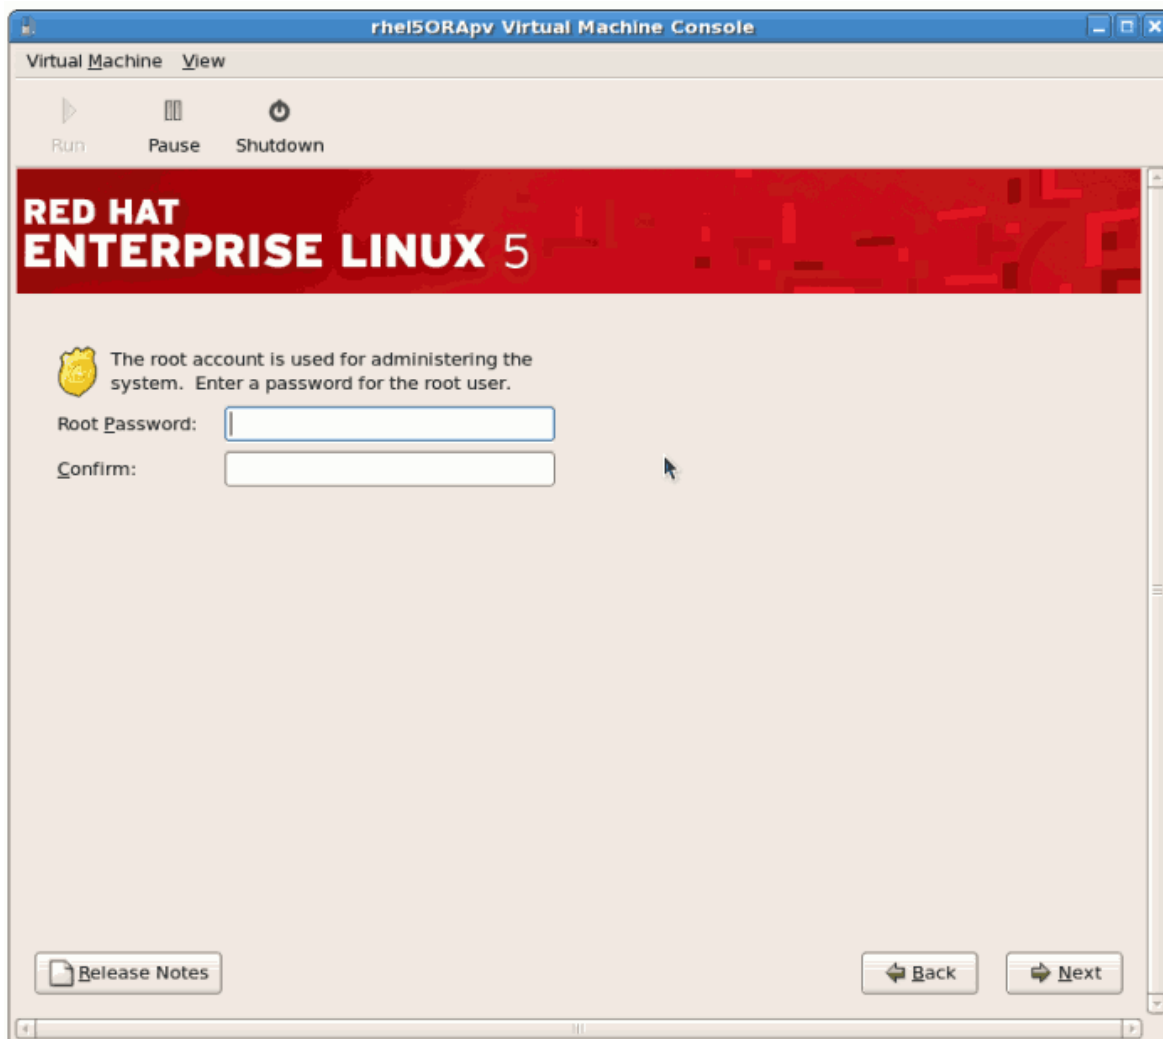 rhel5ORApv Virtual Machine Console
Virtual Machine View
Run Pause Shutdown
RED HAT
ENTERPRISE LINUX 5
The root account is used for administering the
system. Enter a password for the root user.
Root Password:
Confirm:
Release Notes Back Next